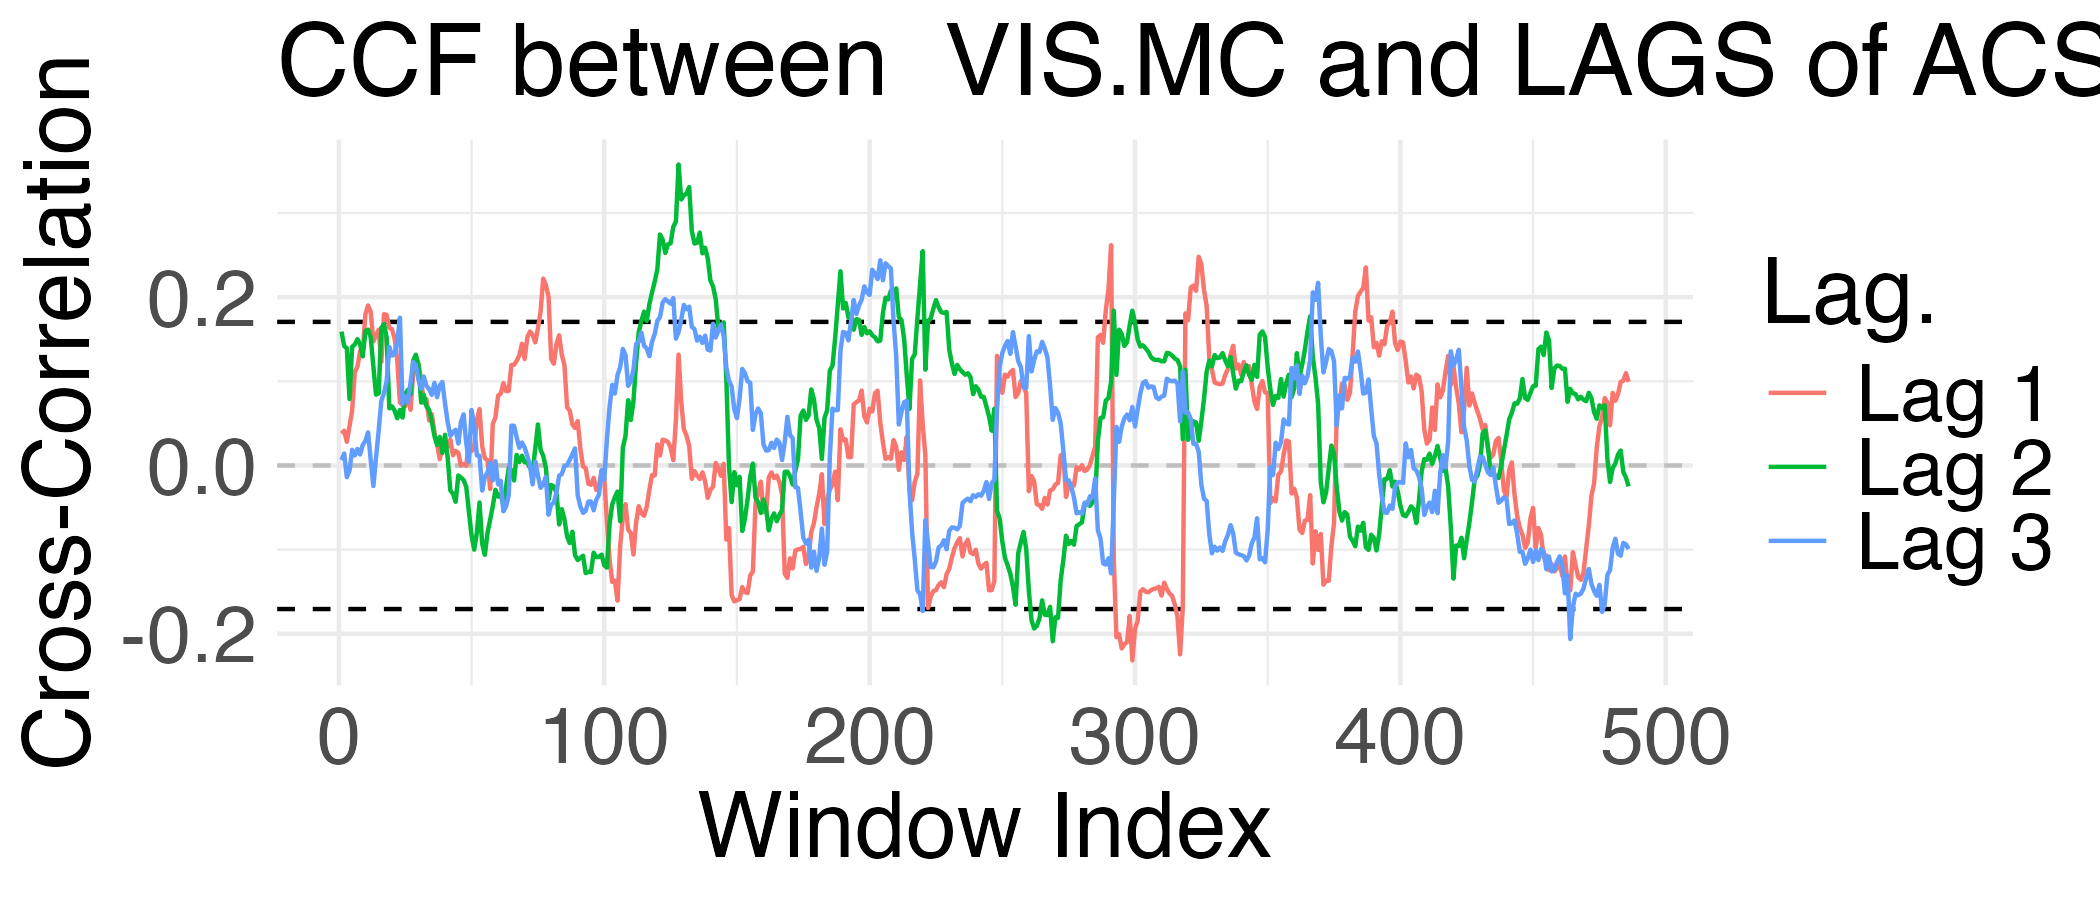 CCF between  VIS.MC and LAGS of ACS
Cross-Correlation
0.2
0.0
-0.2
0
100
200
300
400
500
Window Index
Lag.
Lag 1
Lag 2
Lag 3